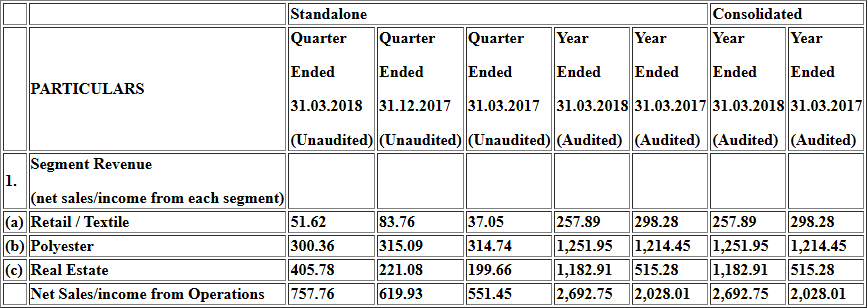 Standalone Consolidated
PARTICULARS Quarter Ended 31.03.2018 (Unaudited) Quarter Ended 31.12.2017 (Unaudited) Quarter Ended 31.03.2017 (Unaudited) Year Ended 31.03.2018 (Audited) Year Ended 31.03.2017 (Audited) Year Ended 31.03.2018 (Audited) Year Ended 31.03.2017 (Audited)
1. Segment Revenue (net sales/income from each segment)
(a) Retail / Textile 51.62 83.76 37.05 257.89 298.28 257.89 298.28
(b) Polyester 300.36 315.09 314.74 1,251.95 1,214.45 1,251.95 1,214.45
(c) Real Estate 405.78 221.08 199.66 1,182.91 515.28 1,182.91 515.28
Net Sales/income from Operations 757.76 619.93 551.45 2,692.75 2,028.01 2,692.75 2,028.01